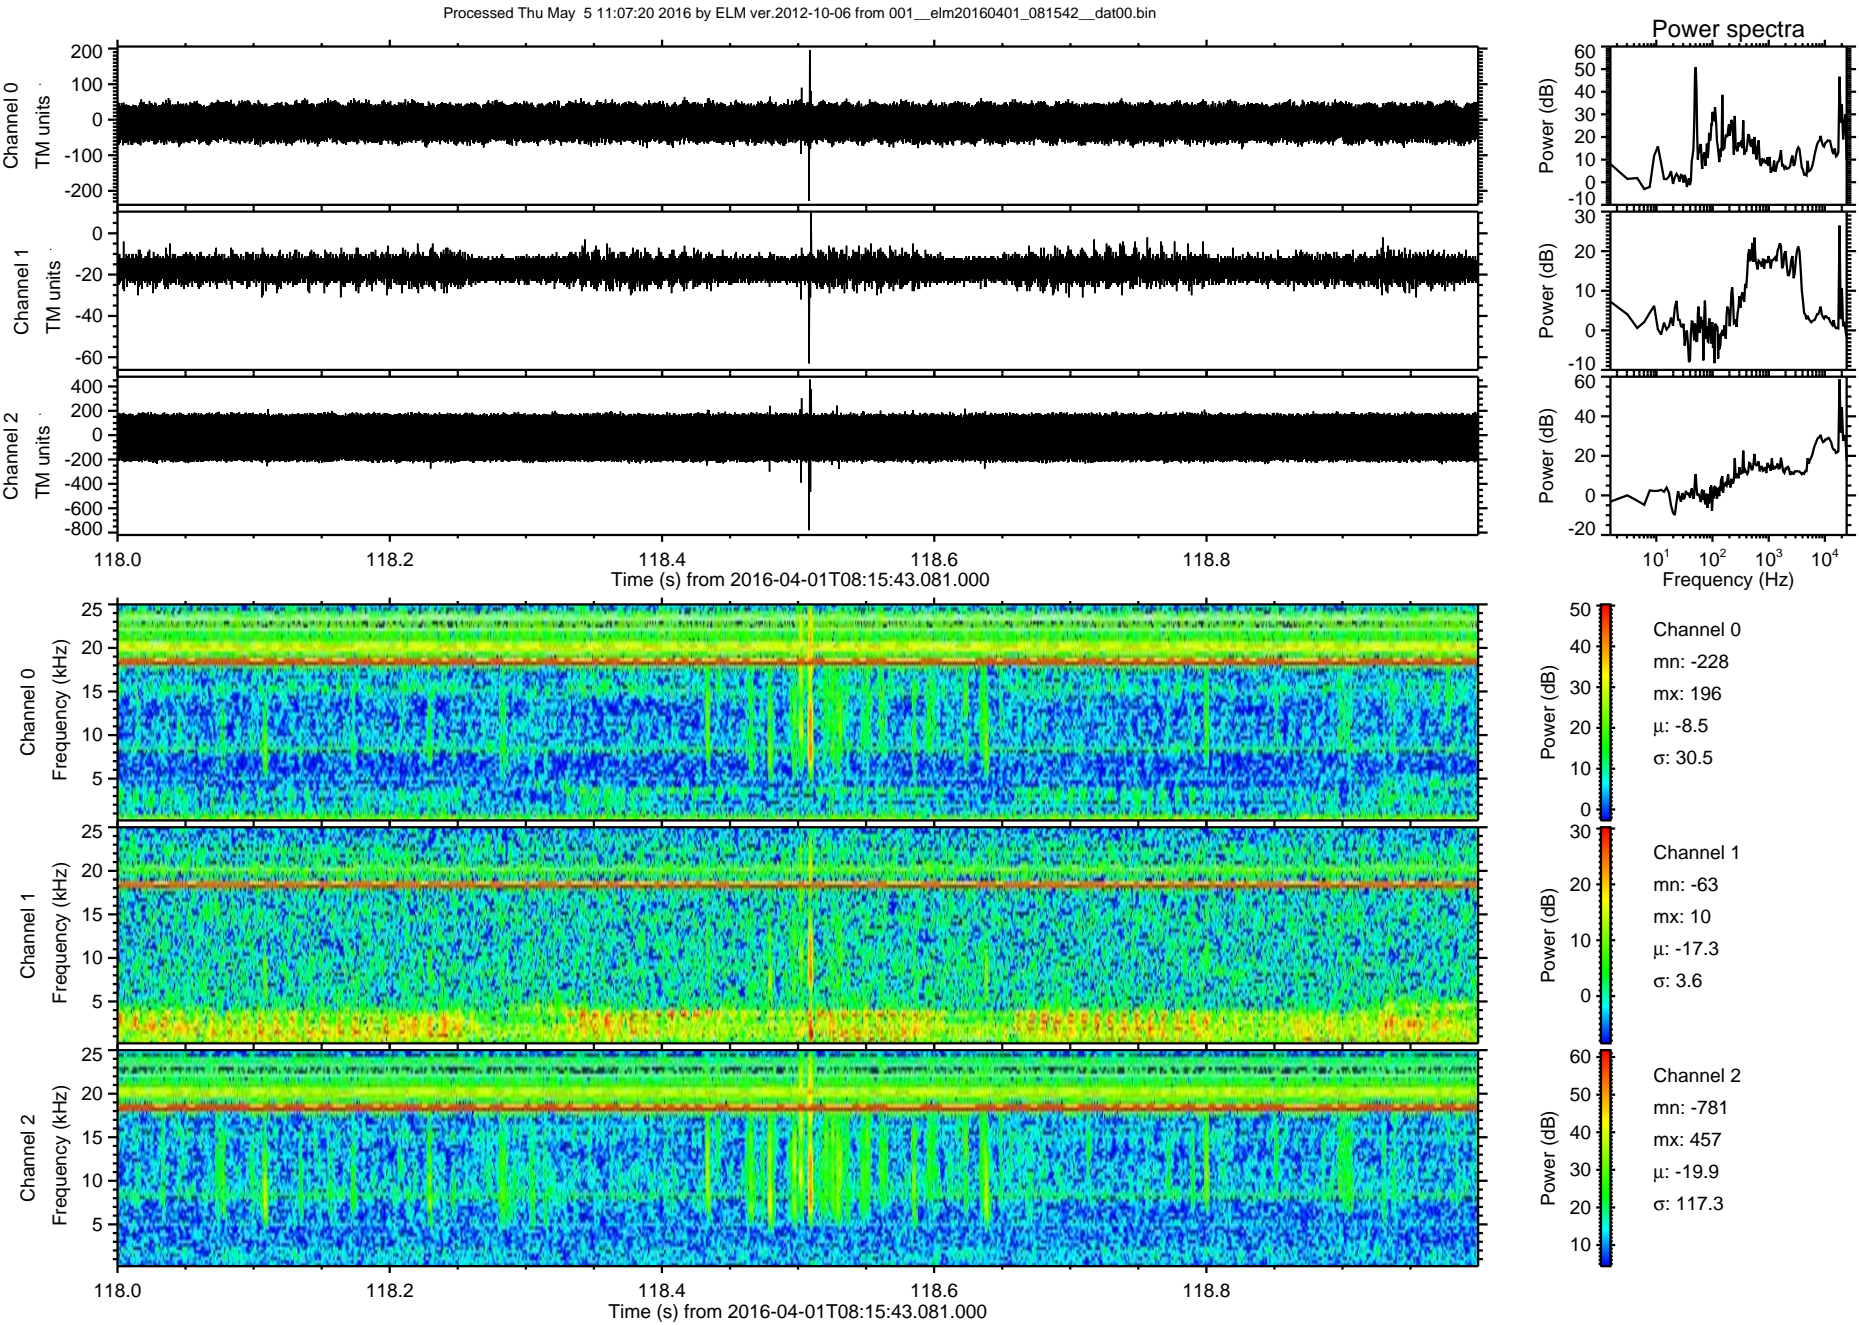 Processed Thu May  5 11:07:20 2016 by ELM ver.2012-10-06 from 001__elm20160401_081542__dat00.bin
Power spectra
Channel 0
TM units
200
100
0
-100
-200
Power (dB)
60
50
40
30
20
10
0
-10
Channel 1
TM units
0
-20
-40
-60
Power (dB)
30
20
10
0
-10
Channel 2
TM units
400
200
0
-200
-400
-600
-800
Power (dB)
60
40
20
0
-20
118.0 118.2 118.4 118.6 118.8
Time (s) from 2016-04-01T08:15:43.081.000
10^1 10^2 10^3 10^4
Frequency (Hz)
Channel 0
Frequency (kHz)
25
20
15
10
5
Power (dB)
50
40
30
20
10
0
Channel 0
mn: -228
mx: 196
μ: -8.5
σ: 30.5
Channel 1
Frequency (kHz)
25
20
15
10
5
Power (dB)
30
20
10
0
Channel 1
mn: -63
mx: 10
μ: -17.3
σ: 3.6
Channel 2
Frequency (kHz)
25
20
15
10
5
Power (dB)
60
50
40
30
20
10
Channel 2
mn: -781
mx: 457
μ: -19.9
σ: 117.3
118.0 118.2 118.4 118.6 118.8
Time (s) from 2016-04-01T08:15:43.081.000